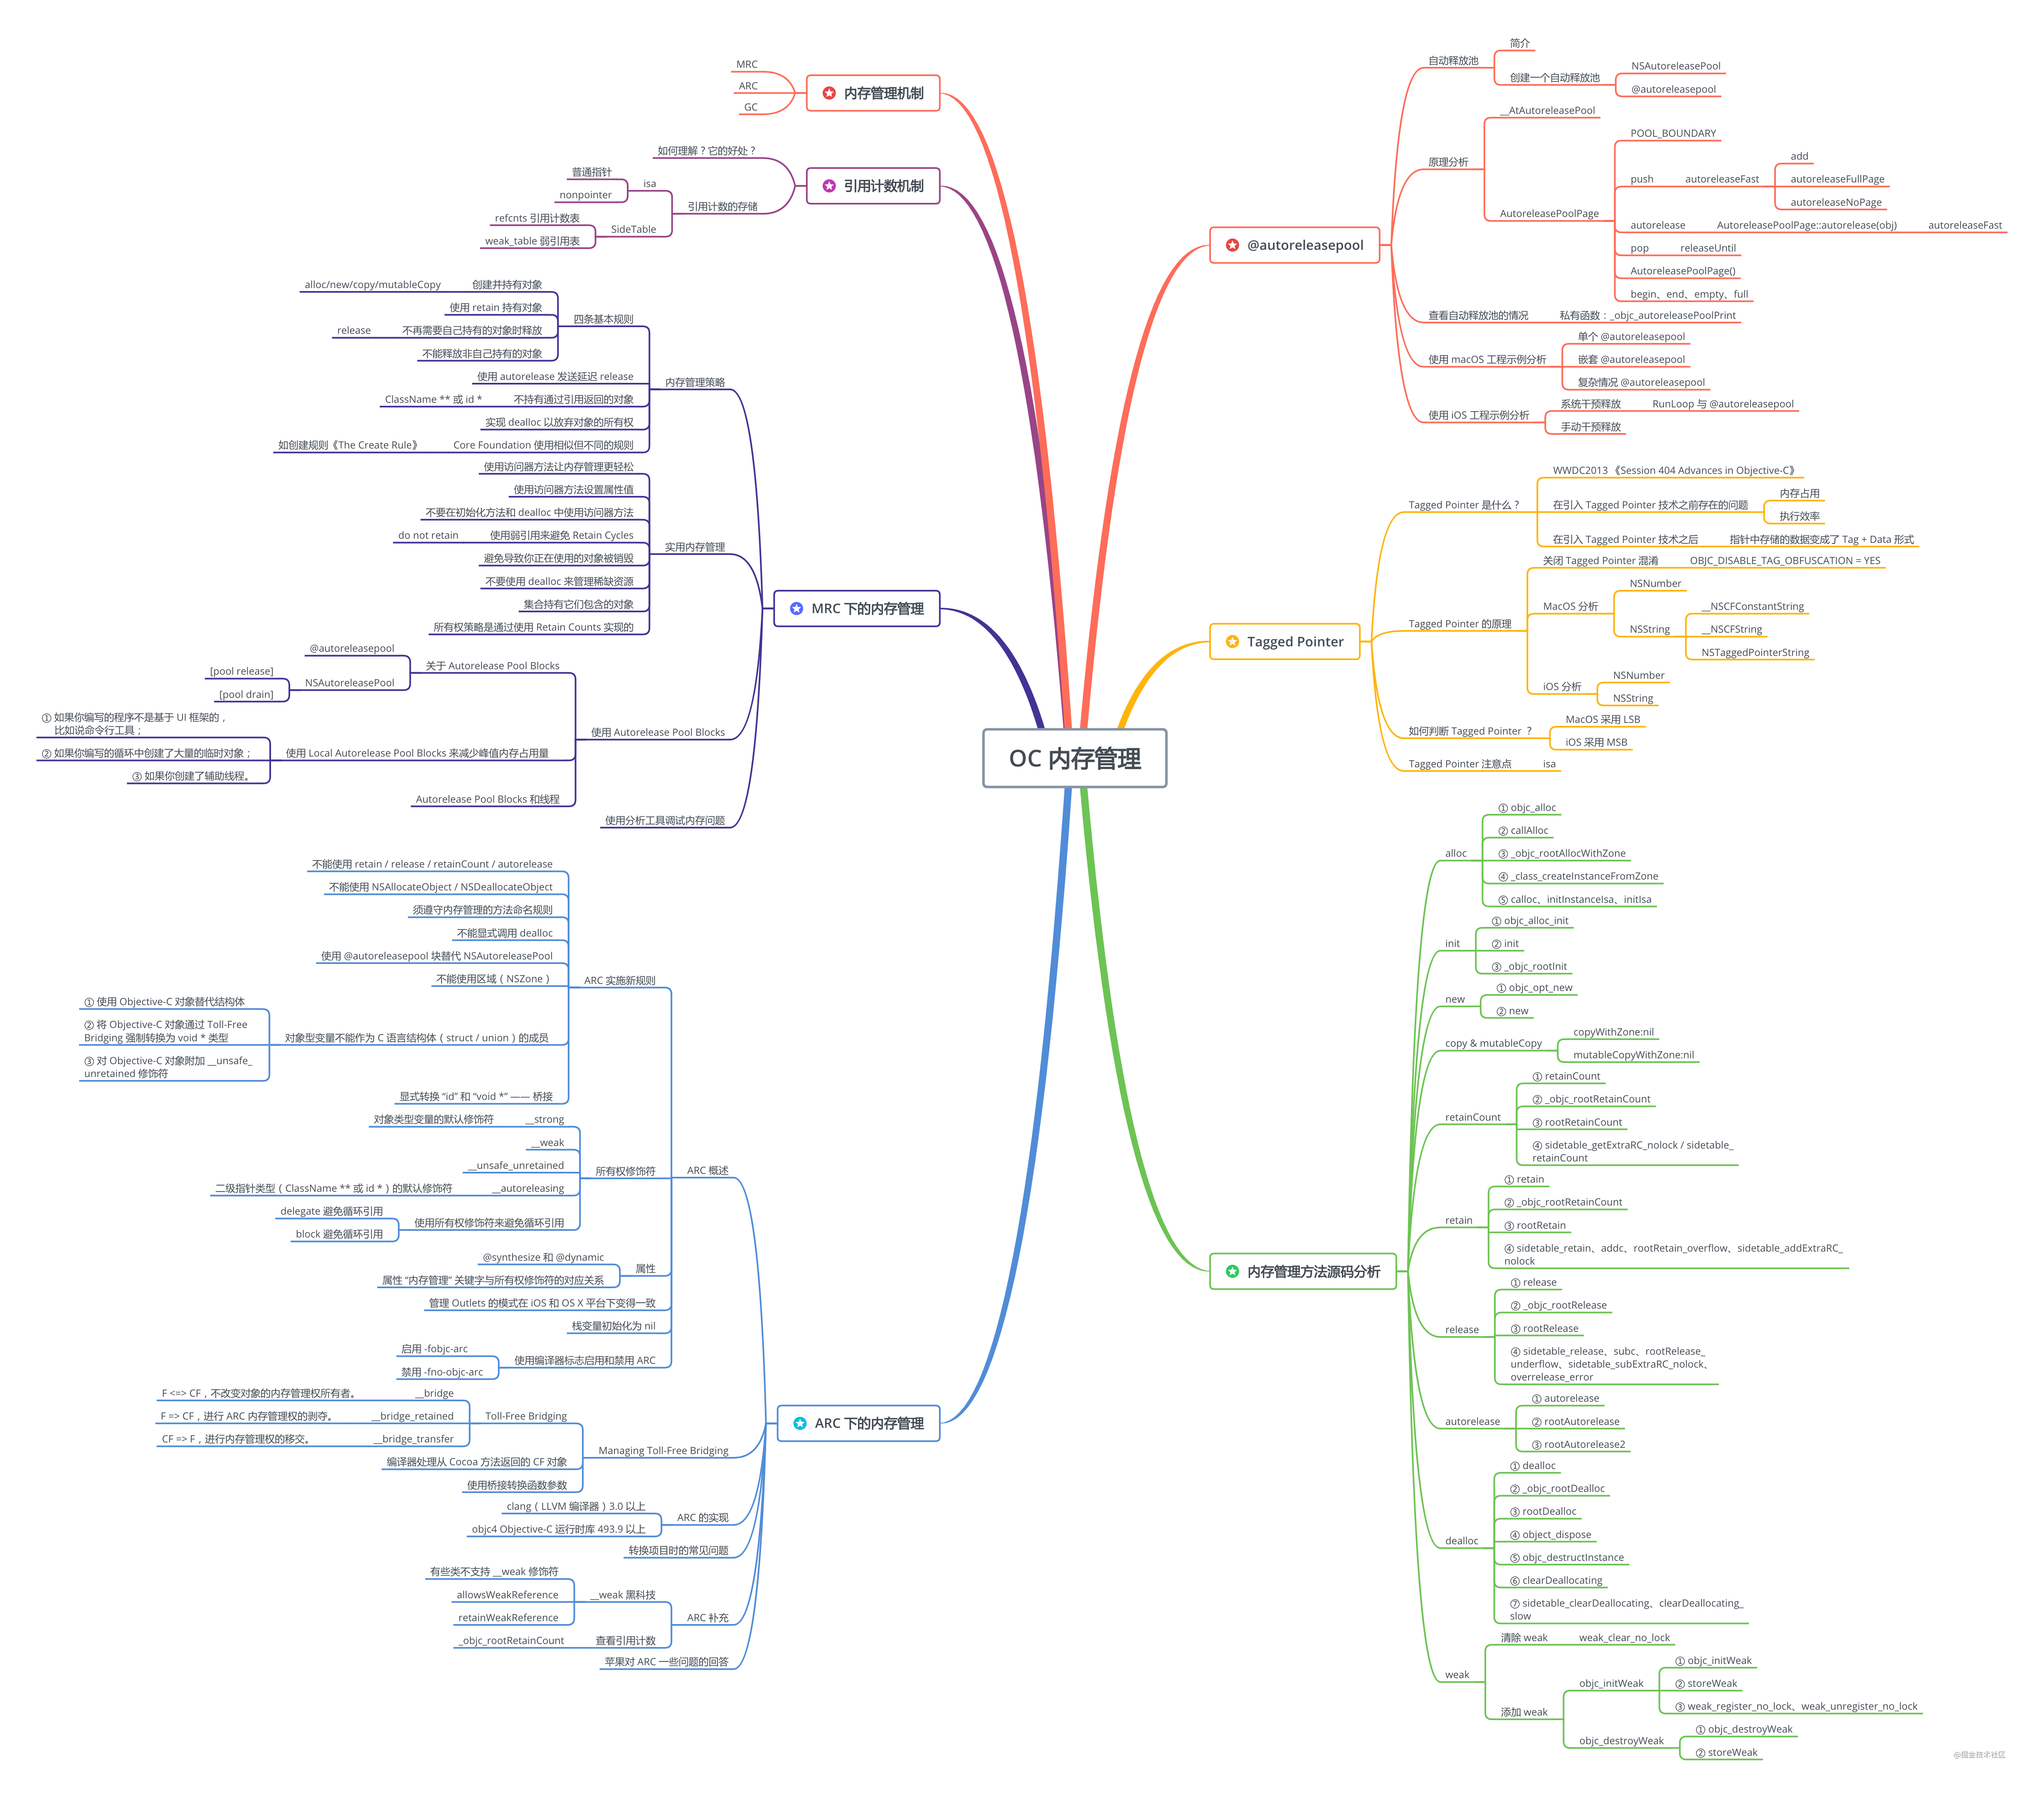 OC 内存管理
内存管理机制
MRC
ARC
GC
引用计数机制
如何理解？它的好处？
引用计数的存储
isa
普通指针
nonpointer
SideTable
refcnts 引用计数表
weak_table 弱引用表
MRC 下的内存管理
内存管理策略
四条基本规则
创建并持有对象
alloc/new/copy/mutableCopy
使用 retain 持有对象
不再需要自己持有的对象时释放
release
不能释放非自己持有的对象
使用 autorelease 发送延迟 release
不持有通过引用返回的对象
ClassName ** 或 id *
实现 dealloc 以放弃对象的所有权
Core Foundation 使用相似但不同的规则
如创建规则《The Create Rule》
实用内存管理
使用访问器方法让内存管理更轻松
使用访问器方法设置属性值
不要在初始化方法和 dealloc 中使用访问器方法
使用弱引用来避免 Retain Cycles
do not retain
避免导致你正在使用的对象被销毁
不要使用 dealloc 来管理稀缺资源
集合持有它们包含的对象
所有权策略是通过使用 Retain Counts 实现的
使用 Autorelease Pool Blocks
关于 Autorelease Pool Blocks
@autoreleasepool
NSAutoreleasePool
[pool release]
[pool drain]
使用 Local Autorelease Pool Blocks 来减少峰值内存占用量
① 如果你编写的程序不是基于 UI 框架的，
比如说命令行工具；
② 如果你编写的循环中创建了大量的临时对象；
③ 如果你创建了辅助线程。
Autorelease Pool Blocks 和线程
使用分析工具调试内存问题
ARC 下的内存管理
ARC 概述
ARC 实施新规则
不能使用 retain / release / retainCount / autorelease
不能使用 NSAllocateObject / NSDeallocateObject
须遵守内存管理的方法命名规则
不能显式调用 dealloc
使用 @autoreleasepool 块替代 NSAutoreleasePool
不能使用区域（NSZone）
对象型变量不能作为 C 语言结构体（struct / union）的成员
① 使用 Objective-C 对象替代结构体
② 将 Objective-C 对象通过 Toll-Free
Bridging 强制转换为 void * 类型
③ 对 Objective-C 对象附加 __unsafe_
unretained 修饰符
显式转换 “id” 和 “void *” —— 桥接
所有权修饰符
__strong
对象类型变量的默认修饰符
__weak
__unsafe_unretained
__autoreleasing
二级指针类型（ClassName ** 或 id *）的默认修饰符
使用所有权修饰符来避免循环引用
delegate 避免循环引用
block 避免循环引用
属性
@synthesize 和 @dynamic
属性 “内存管理” 关键字与所有权修饰符的对应关系
管理 Outlets 的模式在 iOS 和 OS X 平台下变得一致
栈变量初始化为 nil
使用编译器标志启用和禁用 ARC
启用 -fobjc-arc
禁用 -fno-objc-arc
Managing Toll-Free Bridging
Toll-Free Bridging
__bridge
F <=> CF，不改变对象的内存管理权所有者。
__bridge_retained
F => CF，进行 ARC 内存管理权的剥夺。
__bridge_transfer
CF => F，进行内存管理权的移交。
编译器处理从 Cocoa 方法返回的 CF 对象
使用桥接转换函数参数
ARC 的实现
clang（LLVM 编译器）3.0 以上
objc4 Objective-C 运行时库 493.9 以上
转换项目时的常见问题
ARC 补充
__weak 黑科技
有些类不支持 __weak 修饰符
allowsWeakReference
retainWeakReference
查看引用计数
_objc_rootRetainCount
苹果对 ARC 一些问题的回答
@autoreleasepool
自动释放池
简介
创建一个自动释放池
NSAutoreleasePool
@autoreleasepool
原理分析
__AtAutoreleasePool
AutoreleasePoolPage
POOL_BOUNDARY
push
autoreleaseFast
add
autoreleaseFullPage
autoreleaseNoPage
autorelease
AutoreleasePoolPage::autorelease(obj)
autoreleaseFast
pop
releaseUntil
AutoreleasePoolPage()
begin、end、empty、full
查看自动释放池的情况
私有函数：_objc_autoreleasePoolPrint
使用 macOS 工程示例分析
单个 @autoreleasepool
嵌套 @autoreleasepool
复杂情况 @autoreleasepool
使用 iOS 工程示例分析
系统干预释放
RunLoop 与 @autoreleasepool
手动干预释放
Tagged Pointer
Tagged Pointer 是什么？
WWDC2013 《Session 404 Advances in Objective-C》
在引入 Tagged Pointer 技术之前存在的问题
内存占用
执行效率
在引入 Tagged Pointer 技术之后
指针中存储的数据变成了 Tag + Data 形式
Tagged Pointer 的原理
关闭 Tagged Pointer 混淆
OBJC_DISABLE_TAG_OBFUSCATION = YES
MacOS 分析
NSNumber
NSString
__NSCFConstantString
__NSCFString
NSTaggedPointerString
iOS 分析
NSNumber
NSString
如何判断 Tagged Pointer ？
MacOS 采用 LSB
iOS 采用 MSB
Tagged Pointer 注意点
isa
内存管理方法源码分析
alloc
① objc_alloc
② callAlloc
③ _objc_rootAllocWithZone
④ _class_createInstanceFromZone
⑤ calloc、initInstanceIsa、initIsa
init
① objc_alloc_init
② init
③ _objc_rootInit
new
① objc_opt_new
② new
copy & mutableCopy
copyWithZone:nil
mutableCopyWithZone:nil
retainCount
① retainCount
② _objc_rootRetainCount
③ rootRetainCount
④ sidetable_getExtraRC_nolock / sidetable_
retainCount
retain
① retain
② _objc_rootRetainCount
③ rootRetain
④ sidetable_retain、addc、rootRetain_overflow、sidetable_addExtraRC_
nolock
release
① release
② _objc_rootRelease
③ rootRelease
④ sidetable_release、subc、rootRelease_
underflow、sidetable_subExtraRC_nolock、
overrelease_error
autorelease
① autorelease
② rootAutorelease
③ rootAutorelease2
dealloc
① dealloc
② _objc_rootDealloc
③ rootDealloc
④ object_dispose
⑤ objc_destructInstance
⑥ clearDeallocating
⑦ sidetable_clearDeallocating、clearDeallocating_
slow
weak
清除 weak
weak_clear_no_lock
添加 weak
objc_initWeak
① objc_initWeak
② storeWeak
③ weak_register_no_lock、weak_unregister_no_lock
objc_destroyWeak
① objc_destroyWeak
② storeWeak
@掘金技术社区